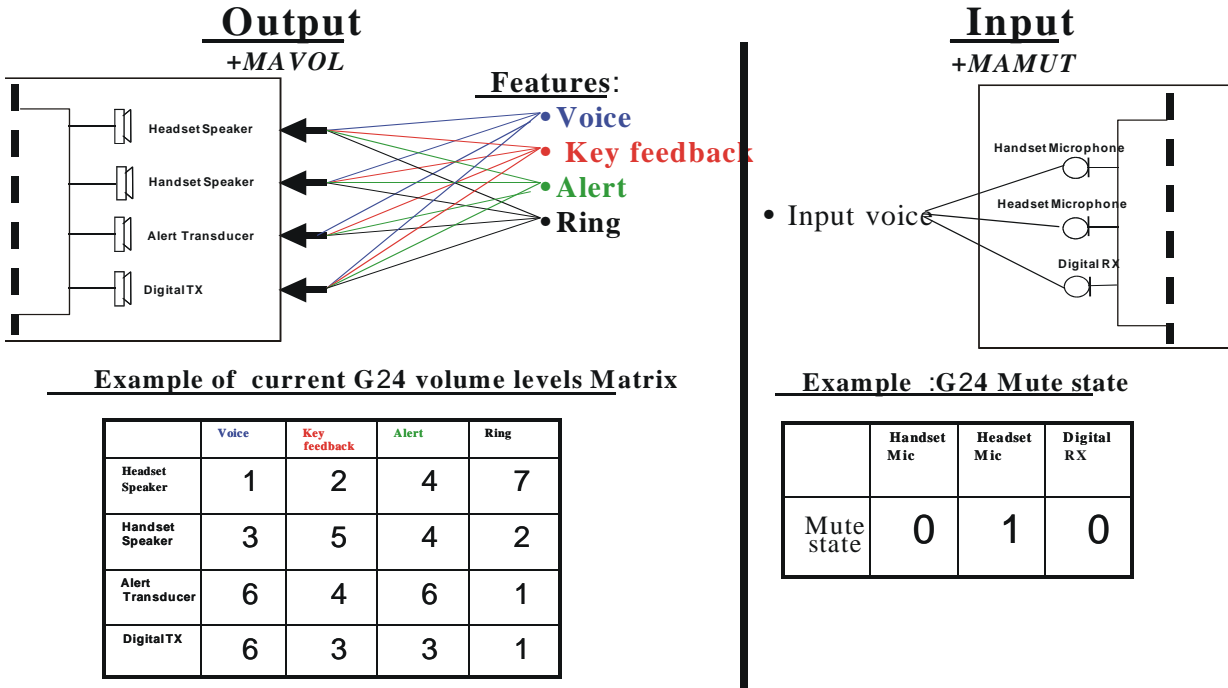 Output
+MAVOL
Features:
Headset Speaker
Handset Speaker
Alert Transducer
Digital TX
• Voice
• Key feedback
• Alert
• Ring
Example of current G24 volume levels Matrix
Voice Key feedback Alert Ring
Headset Speaker 1 2 4 7
Handset Speaker 3 5 4 2
Alert Transducer 6 4 6 1
Digital TX 6 3 3 1
Input
+MAMUT
• Input voice
Handset Microphone
Headset Microphone
Digital RX
Example :G24 Mute state
Handset Mic Headset Mic Digital RX
Mute state 0 1 0